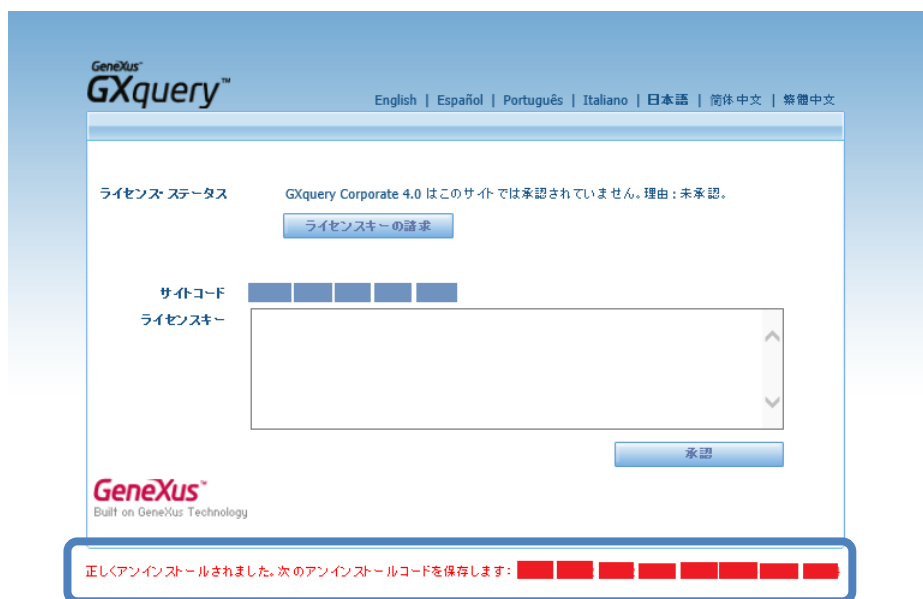 GeneXus™
GXquery™
English | Español | Português | Italiano | 日本語 | 简体中文 | 繁體中文
ライセンス・ステータス GXquery Corporate 4.0 はこのサイトでは承認されていません。理由：未承認。
ライセンスキーの請求
サイトコード
ライセンスキー
承認
GeneXus™
Built on GeneXus Technology
正しくアンインストールされました。次のアンインストールコードを保存します：